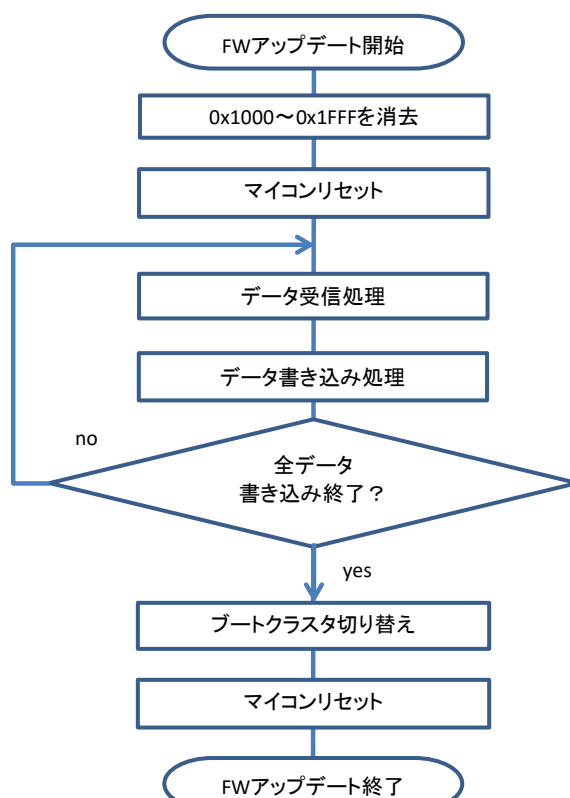 FWアップデート開始
0x1000～0x1FFFを消去
マイコンリセット
データ受信処理
データ書き込み処理
no
全データ
書き込み終了？
yes
ブートクラスタ切り替え
マイコンリセット
FWアップデート終了